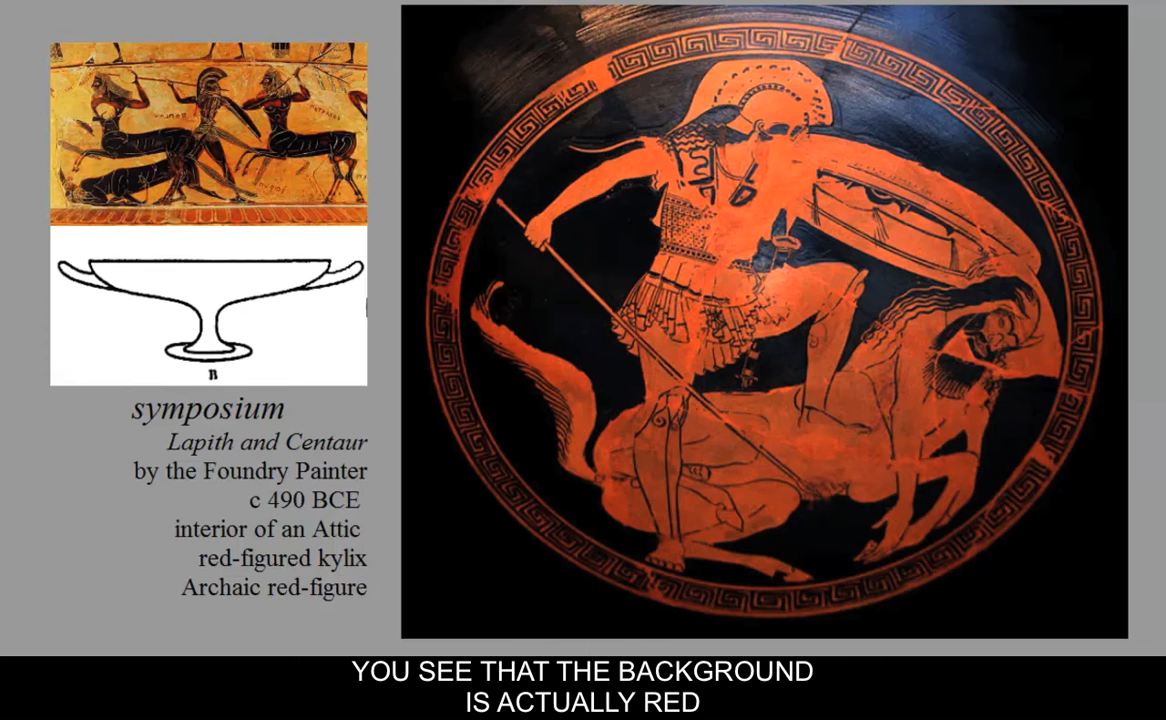 B
symposium
Lapith and Centaur
by the Foundry Painter
c 490 BCE
interior of an Attic
red-figured kylix
Archaic red-figure
YOU SEE THAT THE BACKGROUND
IS ACTUALLY RED